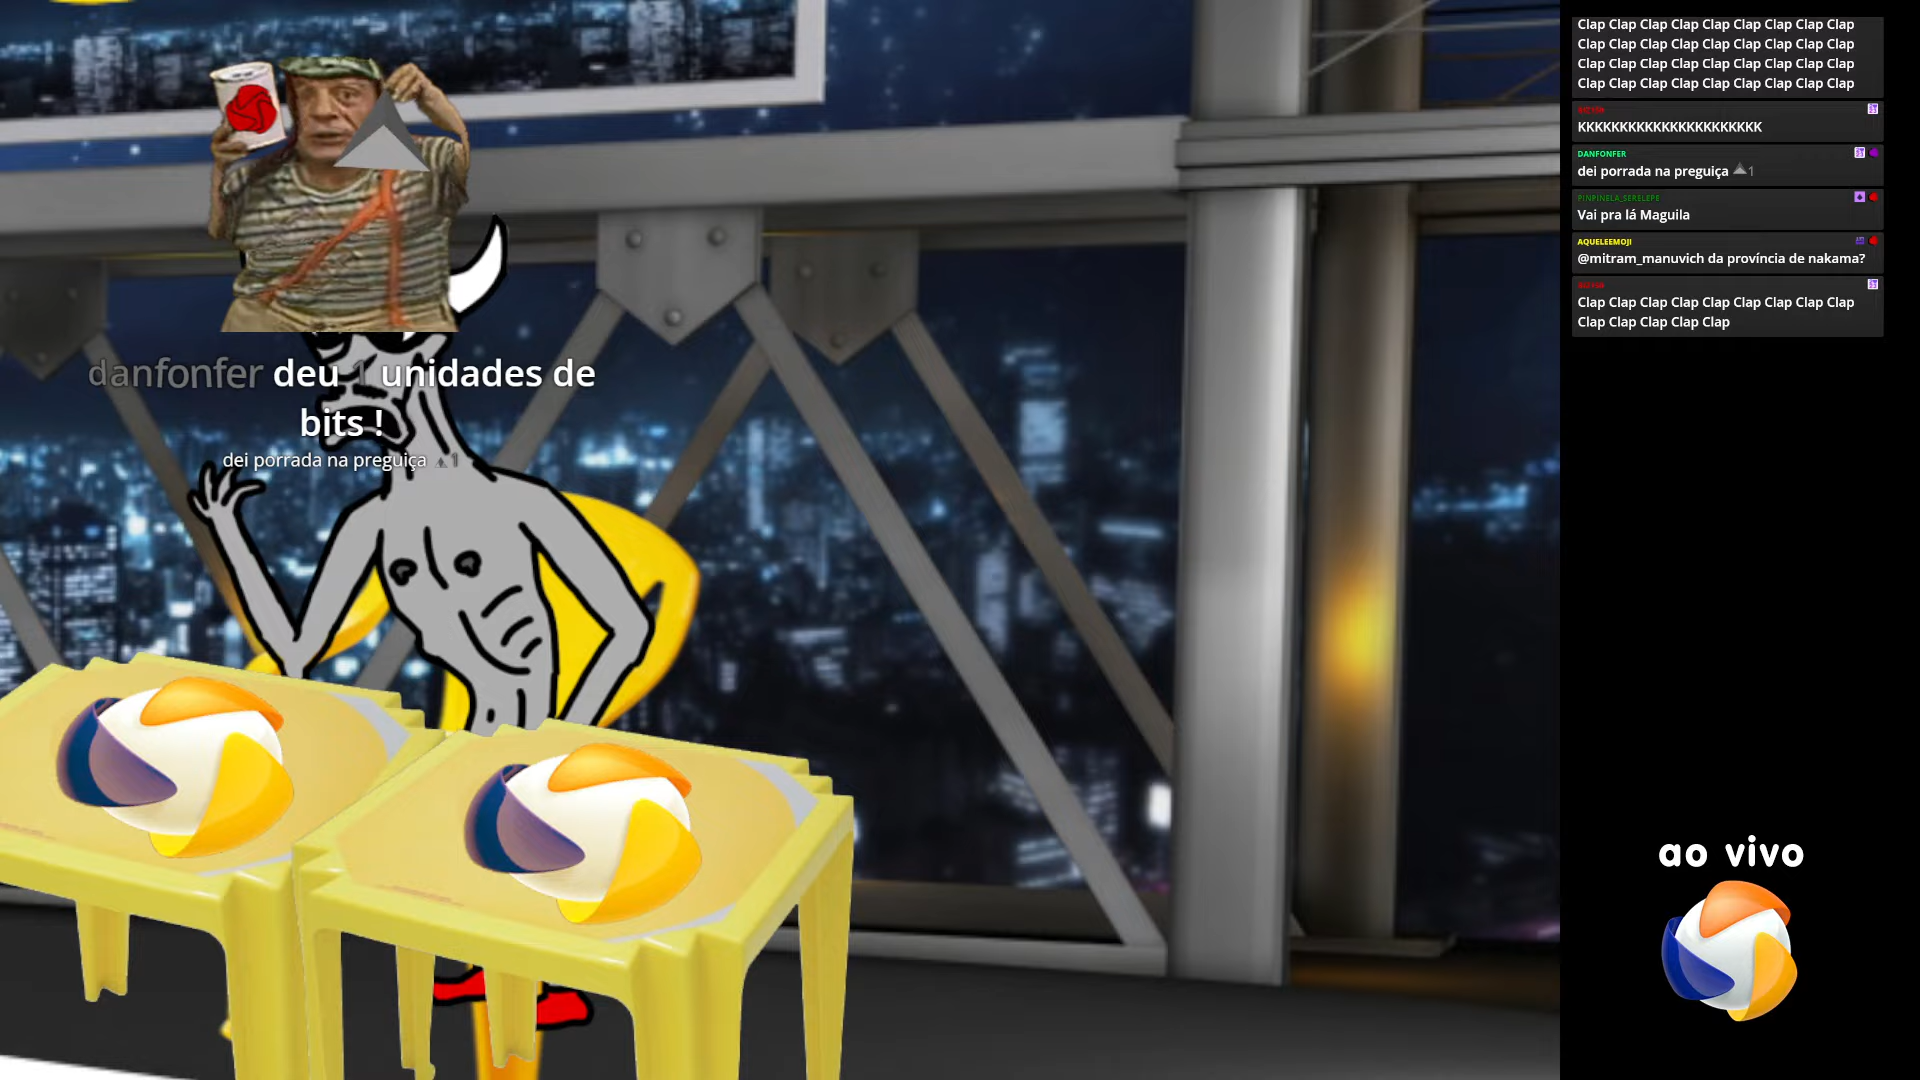 danfonfer deu 1 unidades de
bits !
dei porrada na preguiça 1
Clap Clap Clap Clap Clap Clap Clap Clap Clap
Clap Clap Clap Clap Clap Clap Clap Clap Clap
Clap Clap Clap Clap Clap Clap Clap Clap Clap
Clap Clap Clap Clap Clap Clap Clap Clap Clap
KKKKKKKKKKKKKKKKKKKKKK
DANFONFER
dei porrada na preguiça 1
PINPINELA_SERELEPE
Vai pra lá Maguila
AQUELEEMOJI
@mitram_manuvich da província de nakama?
Clap Clap Clap Clap Clap Clap Clap Clap Clap
Clap Clap Clap Clap Clap
ao vivo